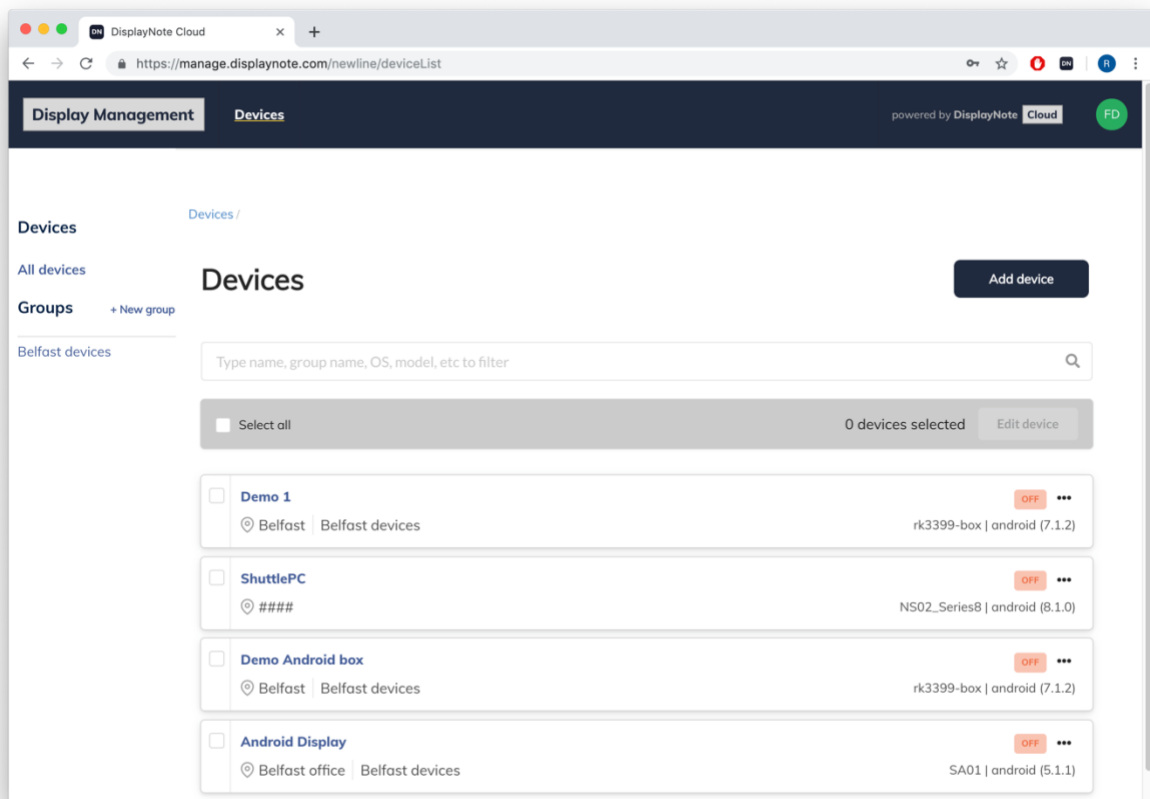 DN DisplayNote Cloud
https://manage.displaynote.com/newline/deviceList DN R
Display Management Devices powered by DisplayNote Cloud FD
Devices /
Devices
All devices
Devices Add device
Groups + New group
Belfast devices
Type name, group name, OS, model, etc to filter
Select all 0 devices selected Edit device
Demo 1 OFF •••
Belfast Belfast devices rk3399-box | android (7.1.2)
ShuttlePC OFF •••
#### NS02_Series8 | android (8.1.0)
Demo Android box OFF •••
Belfast Belfast devices rk3399-box | android (7.1.2)
Android Display OFF •••
Belfast office Belfast devices SA01 | android (5.1.1)